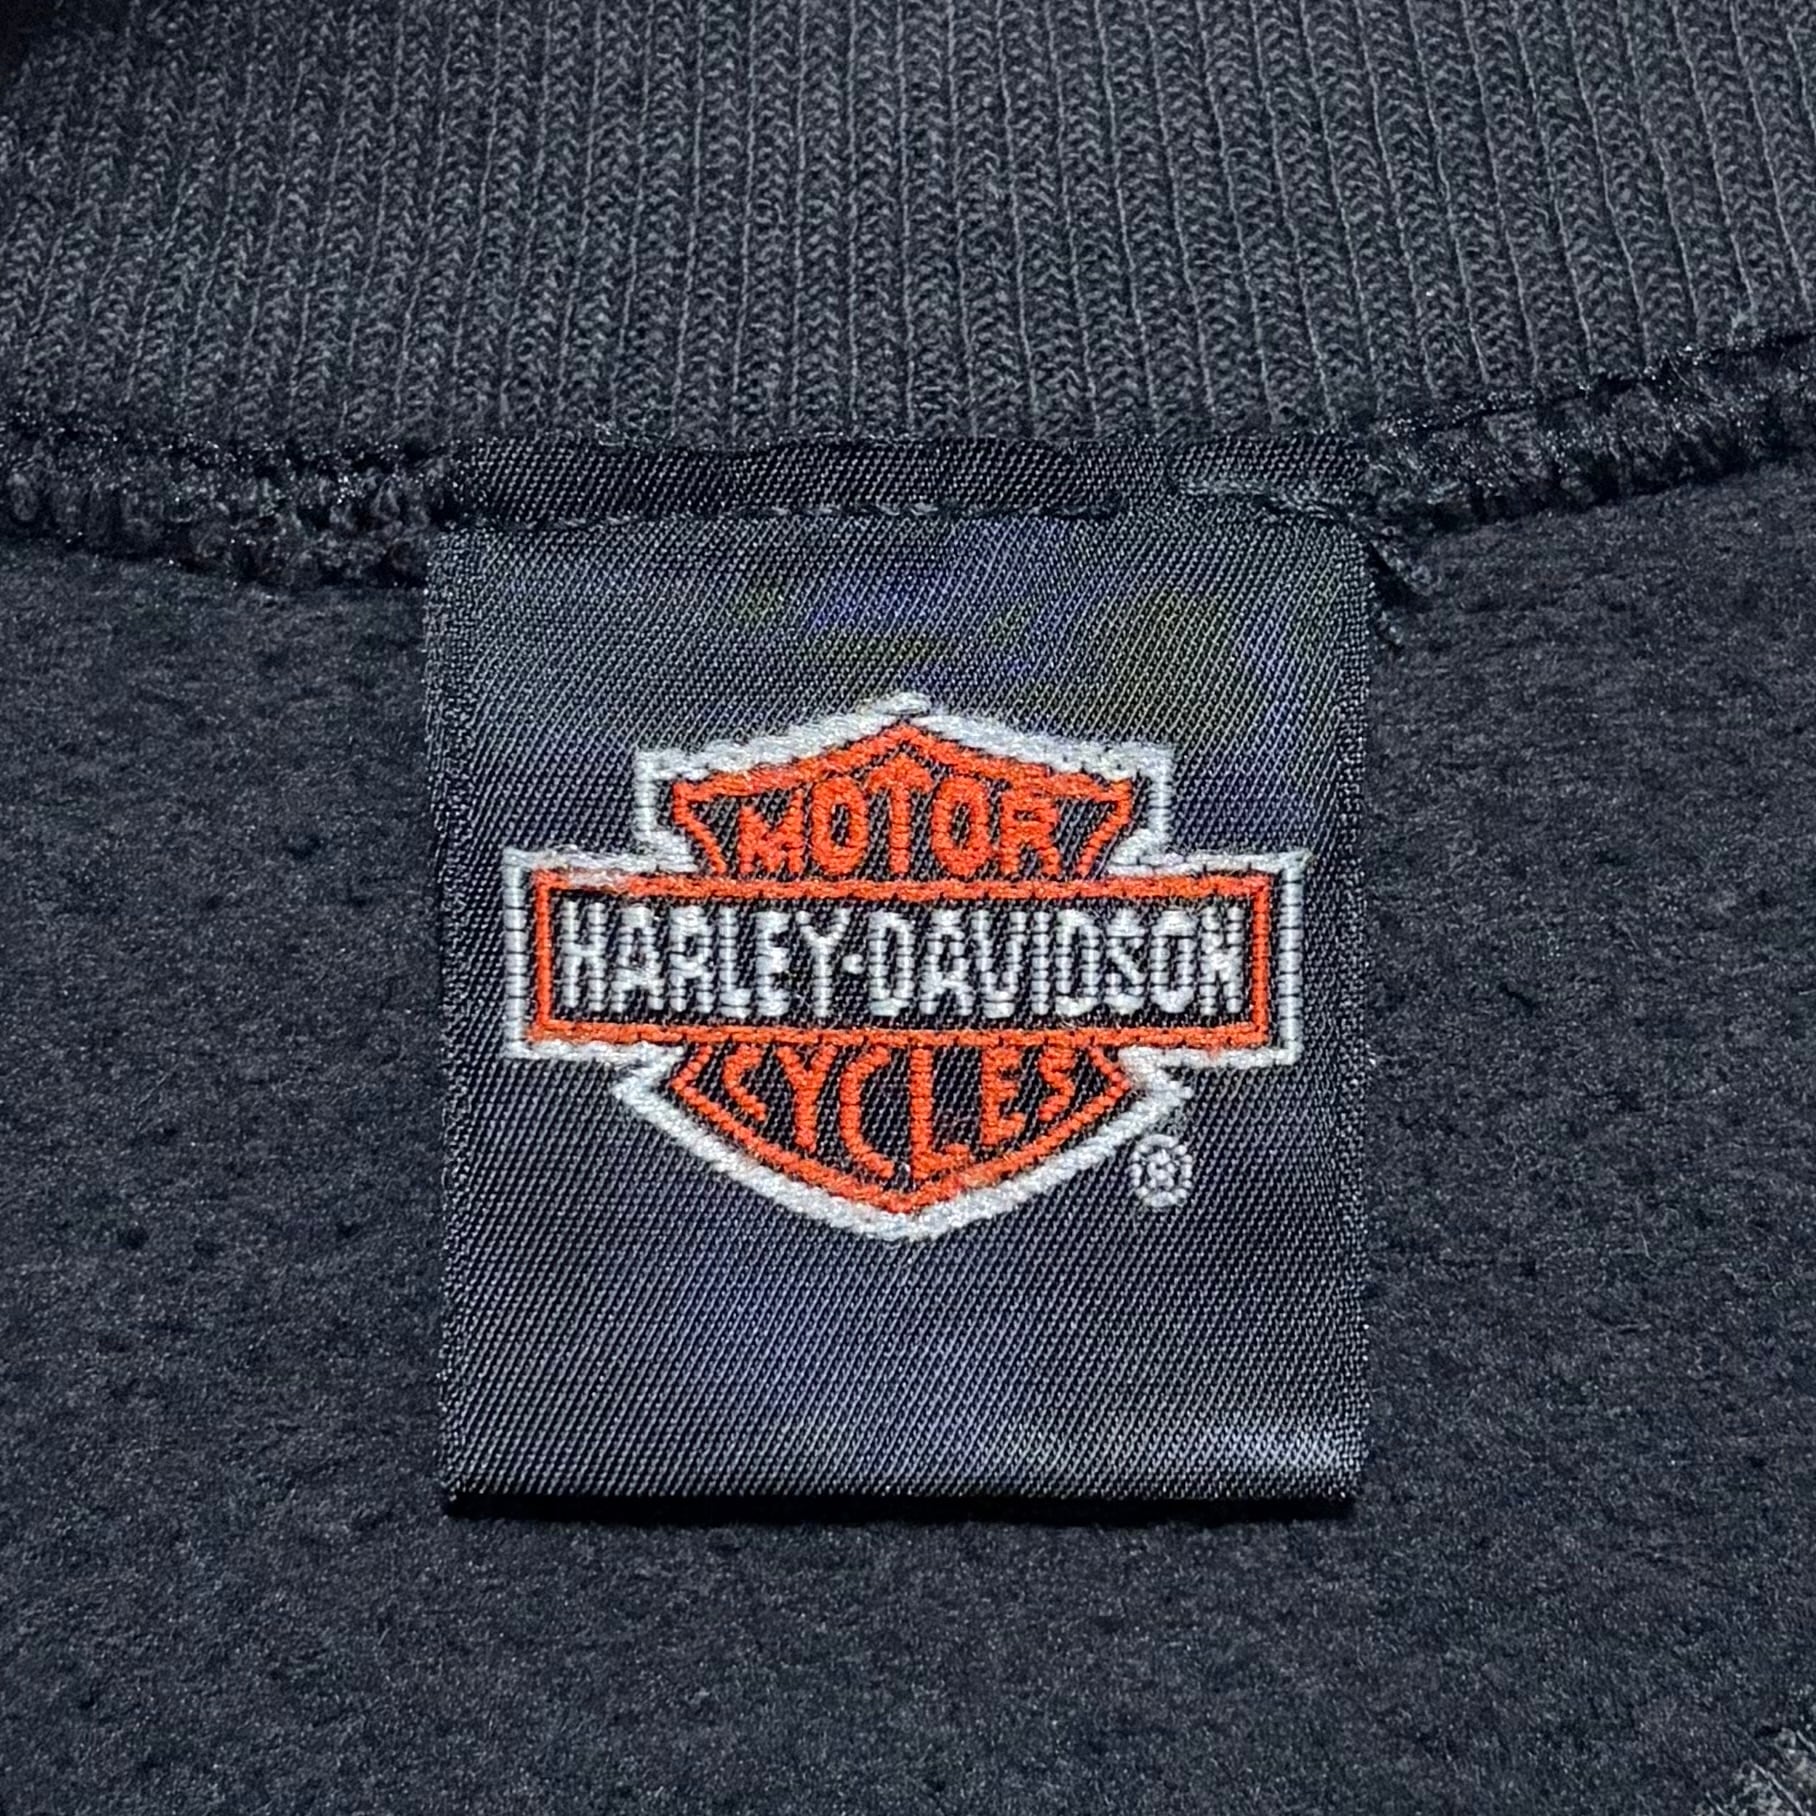 MOTOR
HARLEY-DAVIDSON
CYCLES
®